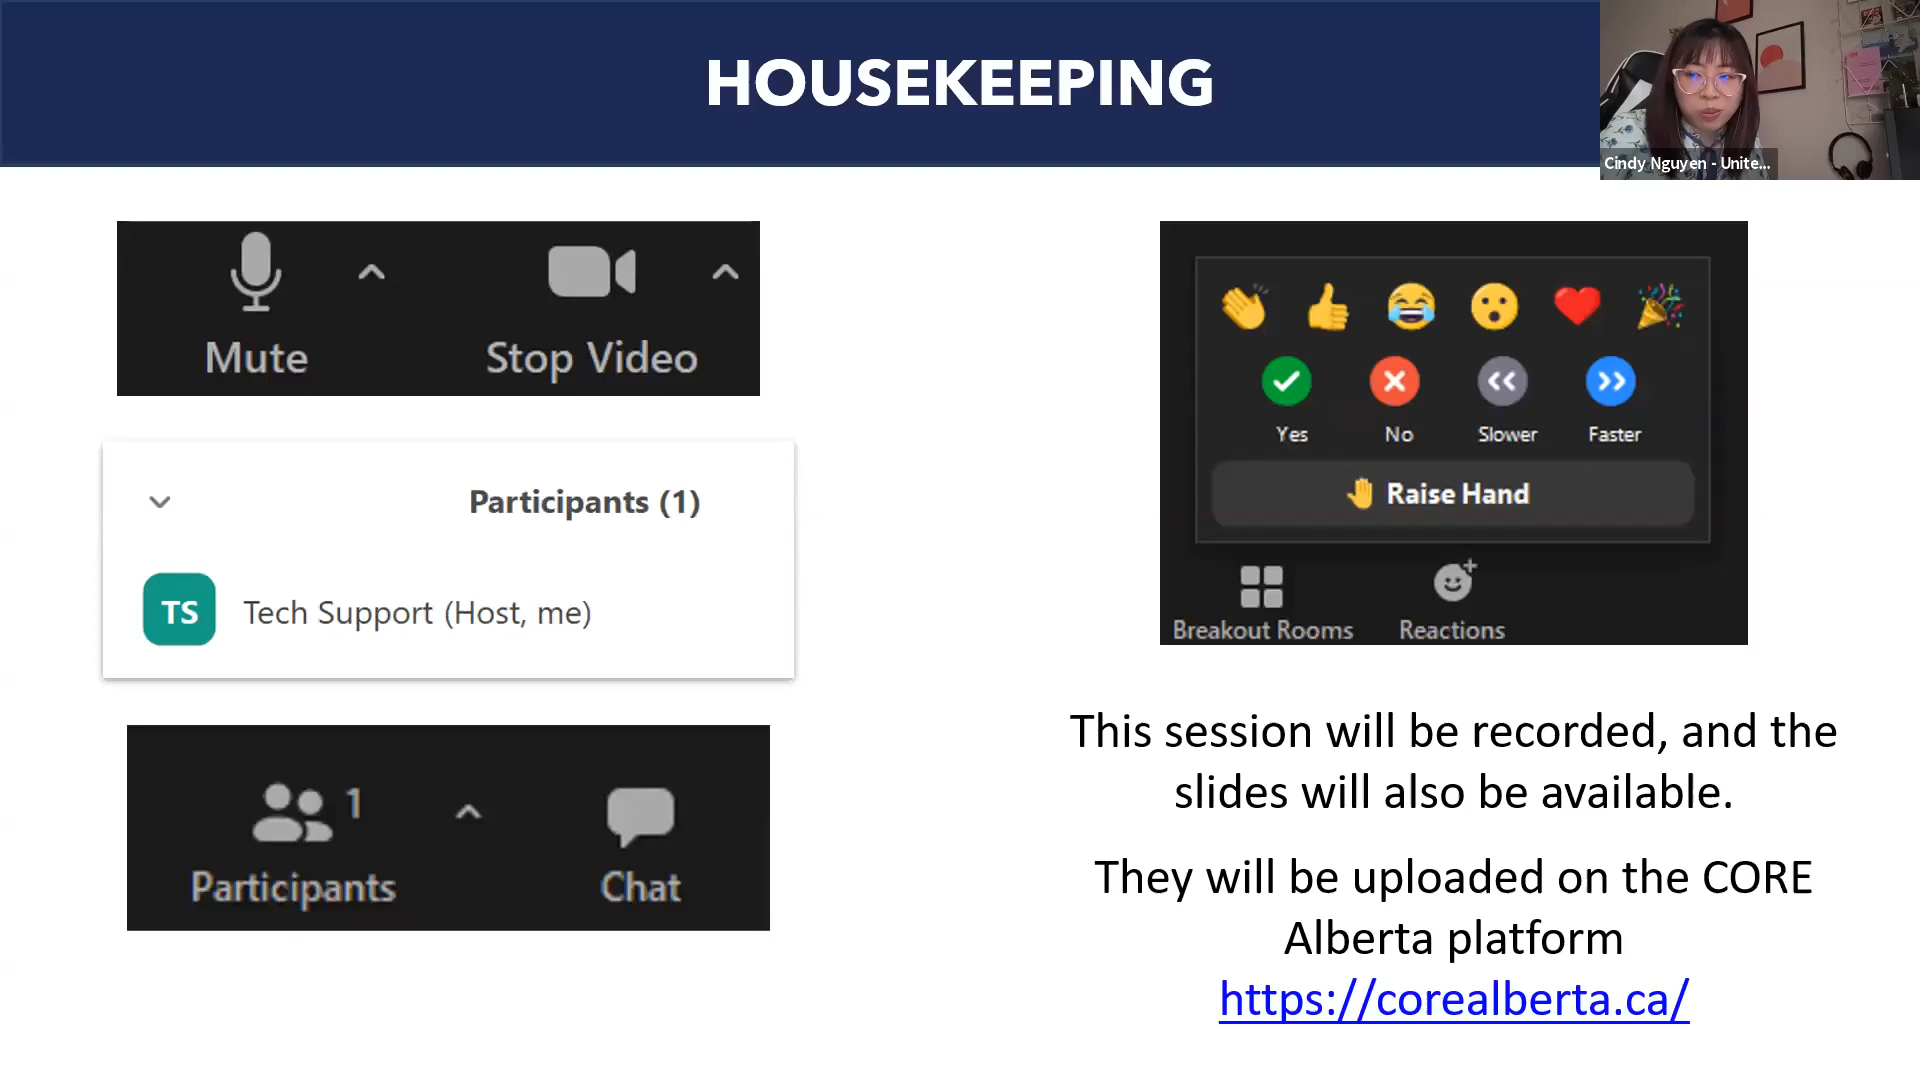 HOUSEKEEPING
Cindy Nguyen - Unite...
Mute
Stop Video
Participants (1)
TS
Tech Support (Host, me)
1
Participants
Chat
Yes
No
Slower
Faster
Raise Hand
Breakout Rooms
Reactions
This session will be recorded, and the
slides will also be available.
They will be uploaded on the CORE
Alberta platform
https://corealberta.ca/